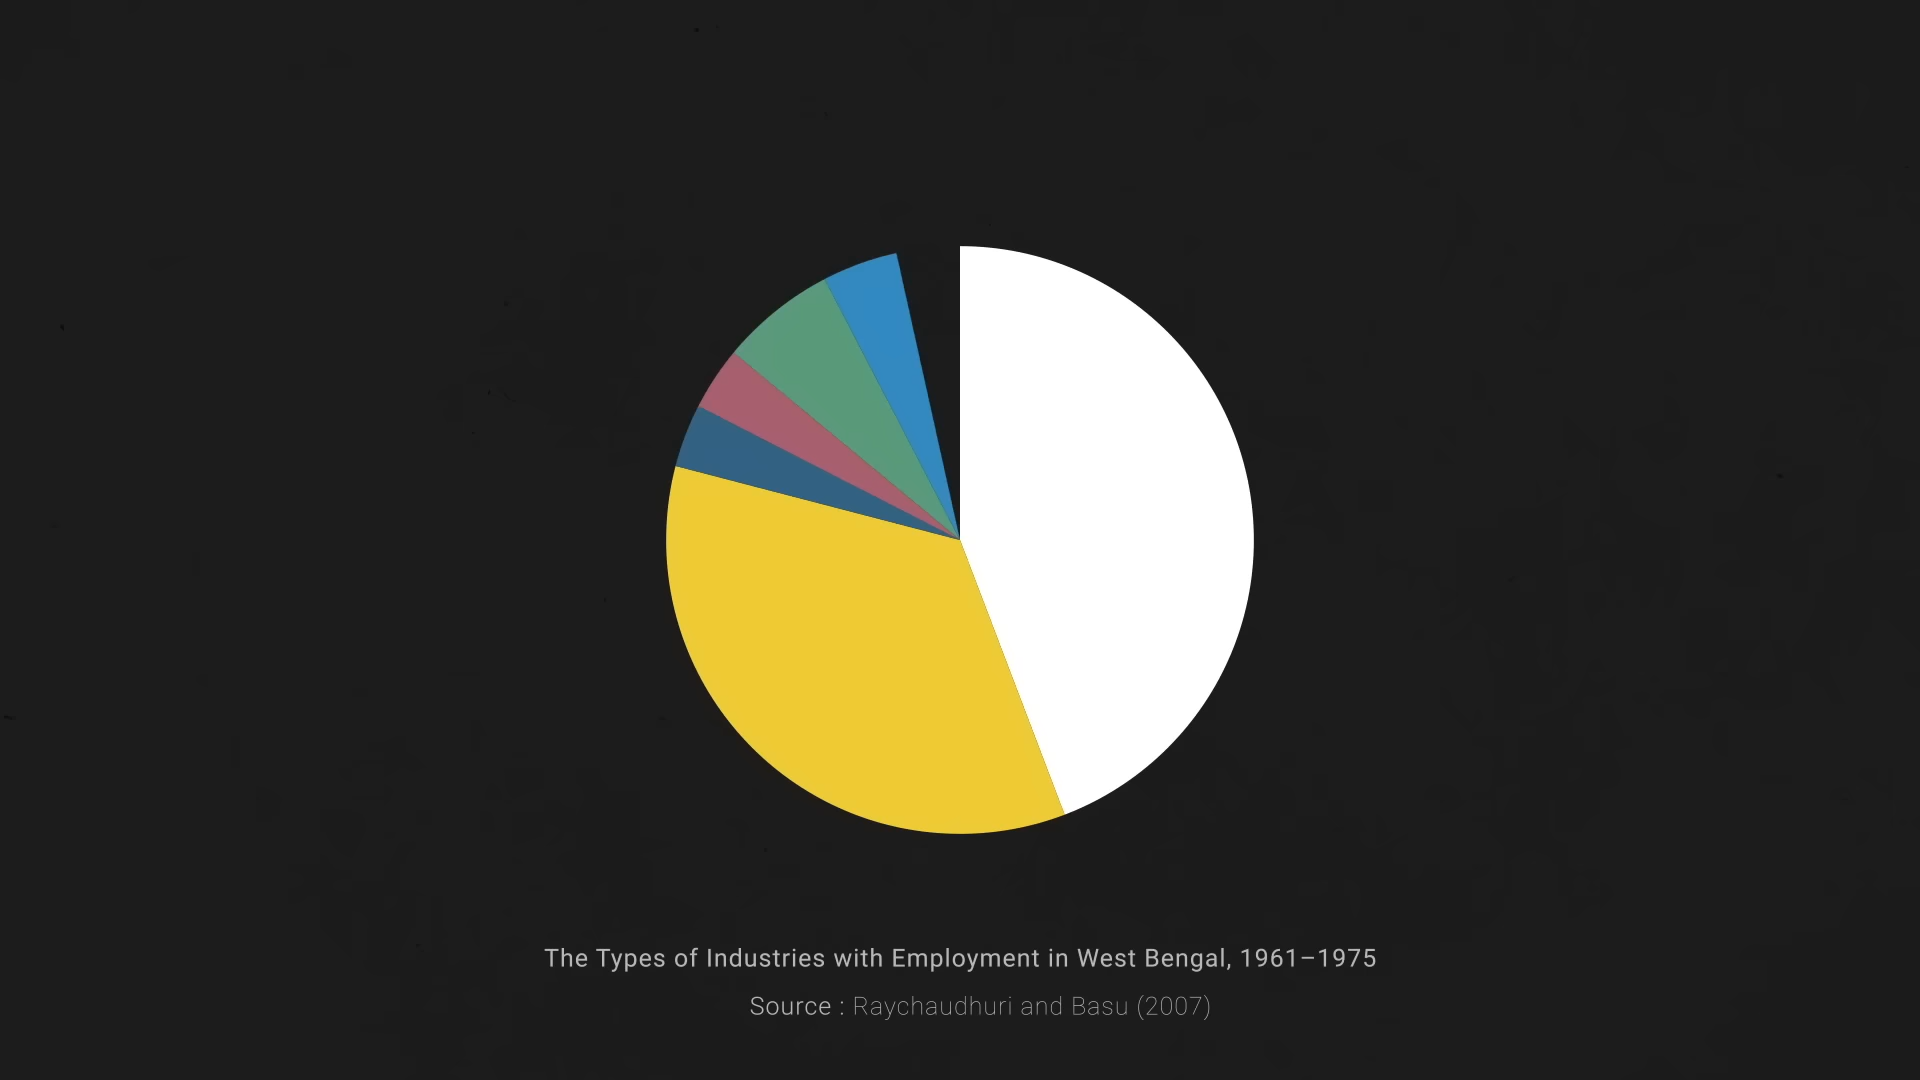 The Types of Industries with Employment in West Bengal, 1961–1975
Source : Raychaudhuri and Basu (2007)